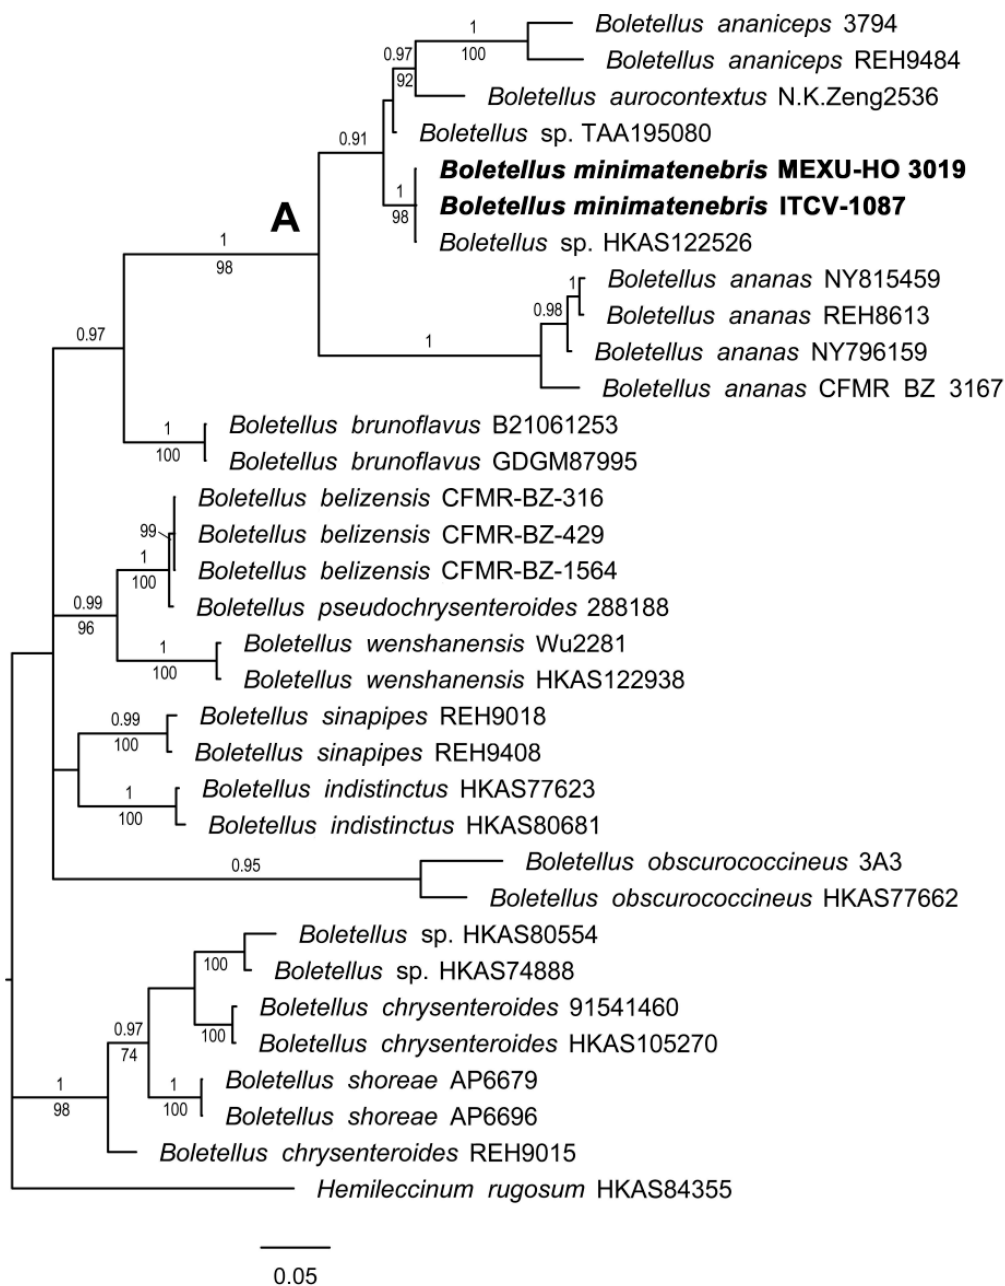 Boletellus ananiceps 3794
1
0.97
100
Boletellus ananiceps REH9484
92
Boletellus aurocontextus N.K.Zeng2536
Boletellus sp. TAA195080
0.91
Boletellus minimatenebris MEXU-HO 3019
1
A
98
Boletellus minimatenebris ITCV-1087
Boletellus sp. HKAS122526
1
98
Boletellus ananas NY815459
1
0.98
Boletellus ananas REH8613
0.97
1
Boletellus ananas NY796159
Boletellus ananas CFMR BZ 3167
1
Boletellus brunoflavus B21061253
100
Boletellus brunoflavus GDGM87995
Boletellus belizensis CFMR-BZ-316
99
Boletellus belizensis CFMR-BZ-429
1
100
Boletellus belizensis CFMR-BZ-1564
0.99
96
Boletellus pseudochrysenteroides 288188
1
100
Boletellus wenshanensis Wu2281
Boletellus wenshanensis HKAS122938
0.99
100
Boletellus sinapipes REH9018
Boletellus sinapipes REH9408
1
100
Boletellus indistinctus HKAS77623
Boletellus indistinctus HKAS80681
0.95
Boletellus obscurococcineus 3A3
Boletellus obscurococcineus HKAS77662
Boletellus sp. HKAS80554
100
Boletellus sp. HKAS74888
Boletellus chrysenteroides 91541460
100
Boletellus chrysenteroides HKAS105270
0.97
74
1
100
Boletellus shoreae AP6679
1
98
Boletellus shoreae AP6696
Boletellus chrysenteroides REH9015
Hemileccinum rugosum HKAS84355
0.05